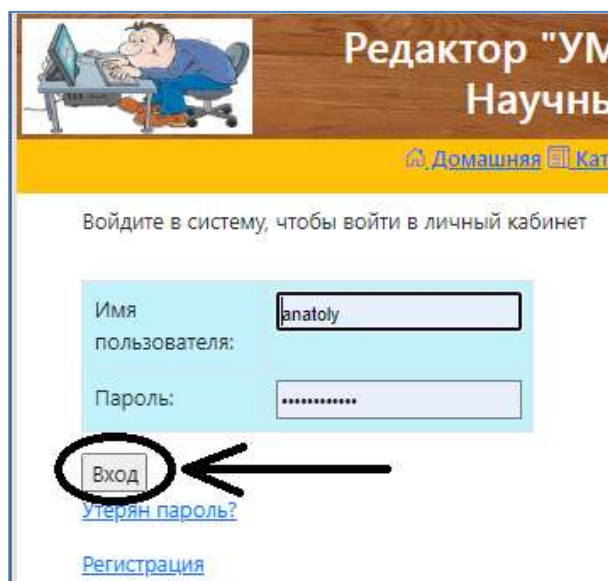 Редактор "УМ
Научны
Домашняя Кат
Войдите в систему, чтобы войти в личный кабинет
Имя
пользователя:
anatoly
Пароль:
••••••••••••
Вход
Утерян пароль?
Регистрация